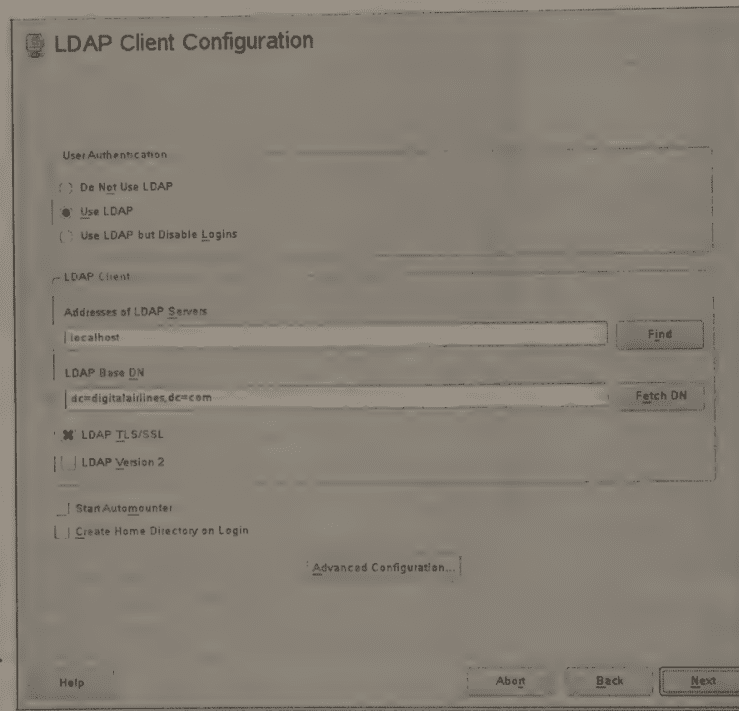 LDAP Client Configuration
User Authentication
Do Not Use LDAP
Use LDAP
Use LDAP but Disable Logins
LDAP Client
Addresses of LDAP Servers
localhost
Find
LDAP Base DN
dc=digitalairlines,dc=com
Fetch DN
LDAP TLS/SSL
LDAP Version 2
Start Automounter
Create Home Directory on Login
Advanced Configuration...
Help
Abort
Back
Next